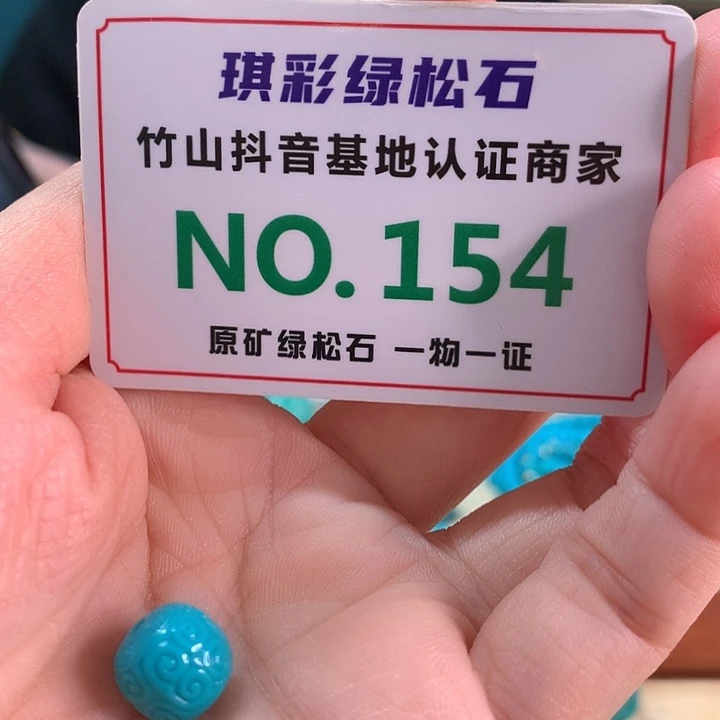 琪彩绿松石
竹山抖音基地认证商家
NO.154
原矿绿松石 一物一证